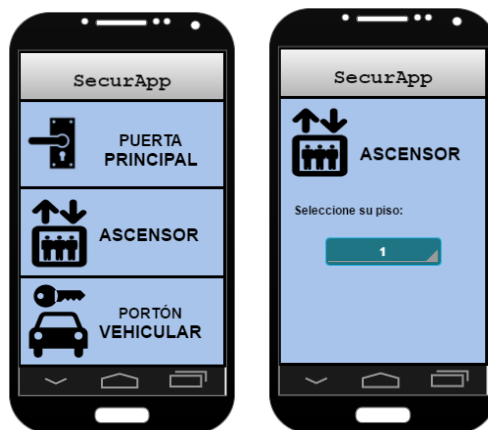 SecurApp
PUERTA
PRINCIPAL
ASCENSOR
PORTÓN
VEHICULAR
SecurApp
ASCENSOR
Seleccione su piso:
1